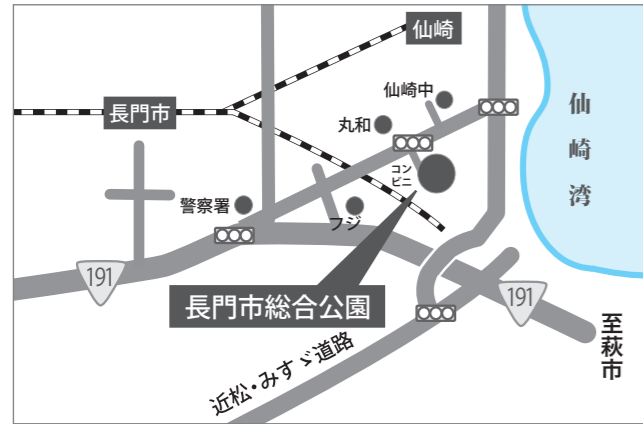 仙崎
仙崎中
長門市
丸和
仙崎湾
コン
ビニ
警察署
フジ
191
長門市総合公園
191
至萩市
近松・みすゞ道路